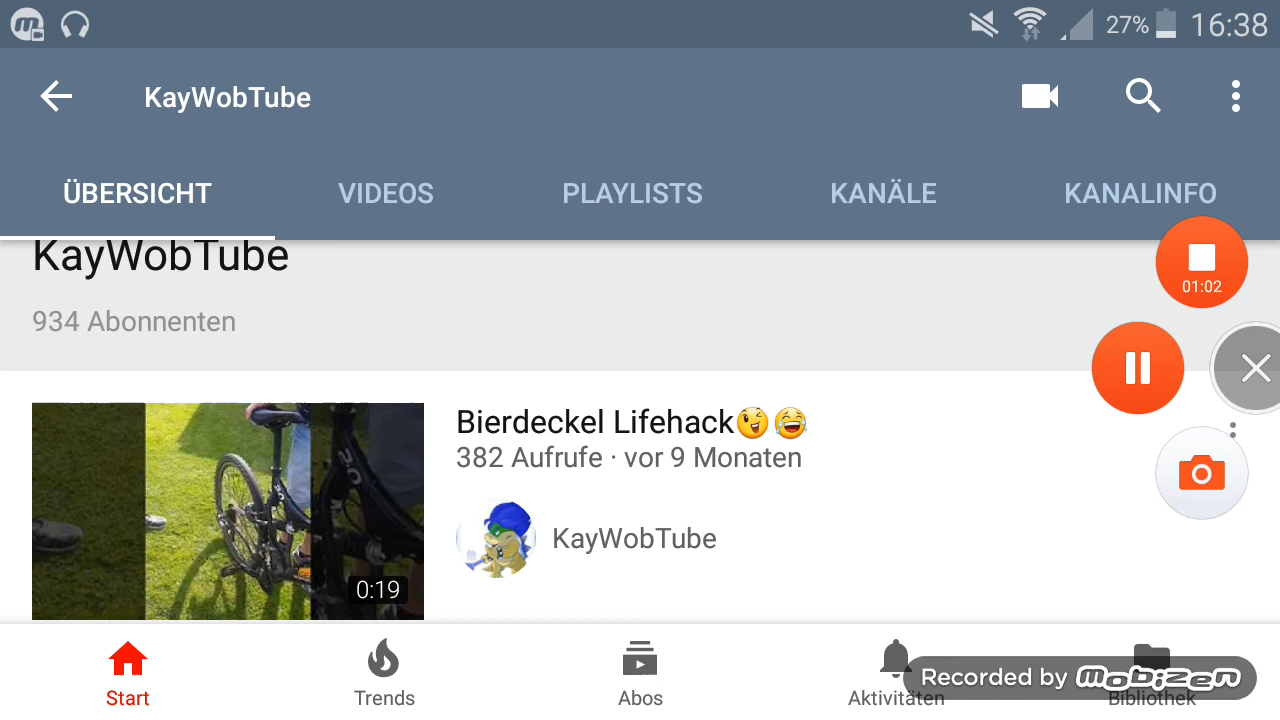 27% 16:38
KayWobTube
ÜBERSICHT VIDEOS PLAYLISTS KANÄLE KANALINFO
KayWobTube
934 Abonnenten
01:02
Bierdeckel Lifehack😉😂
382 Aufrufe · vor 9 Monaten
KayWobTube
0:19
Recorded by mobizen
Start Trends Abos Aktivitäten Bibliothek